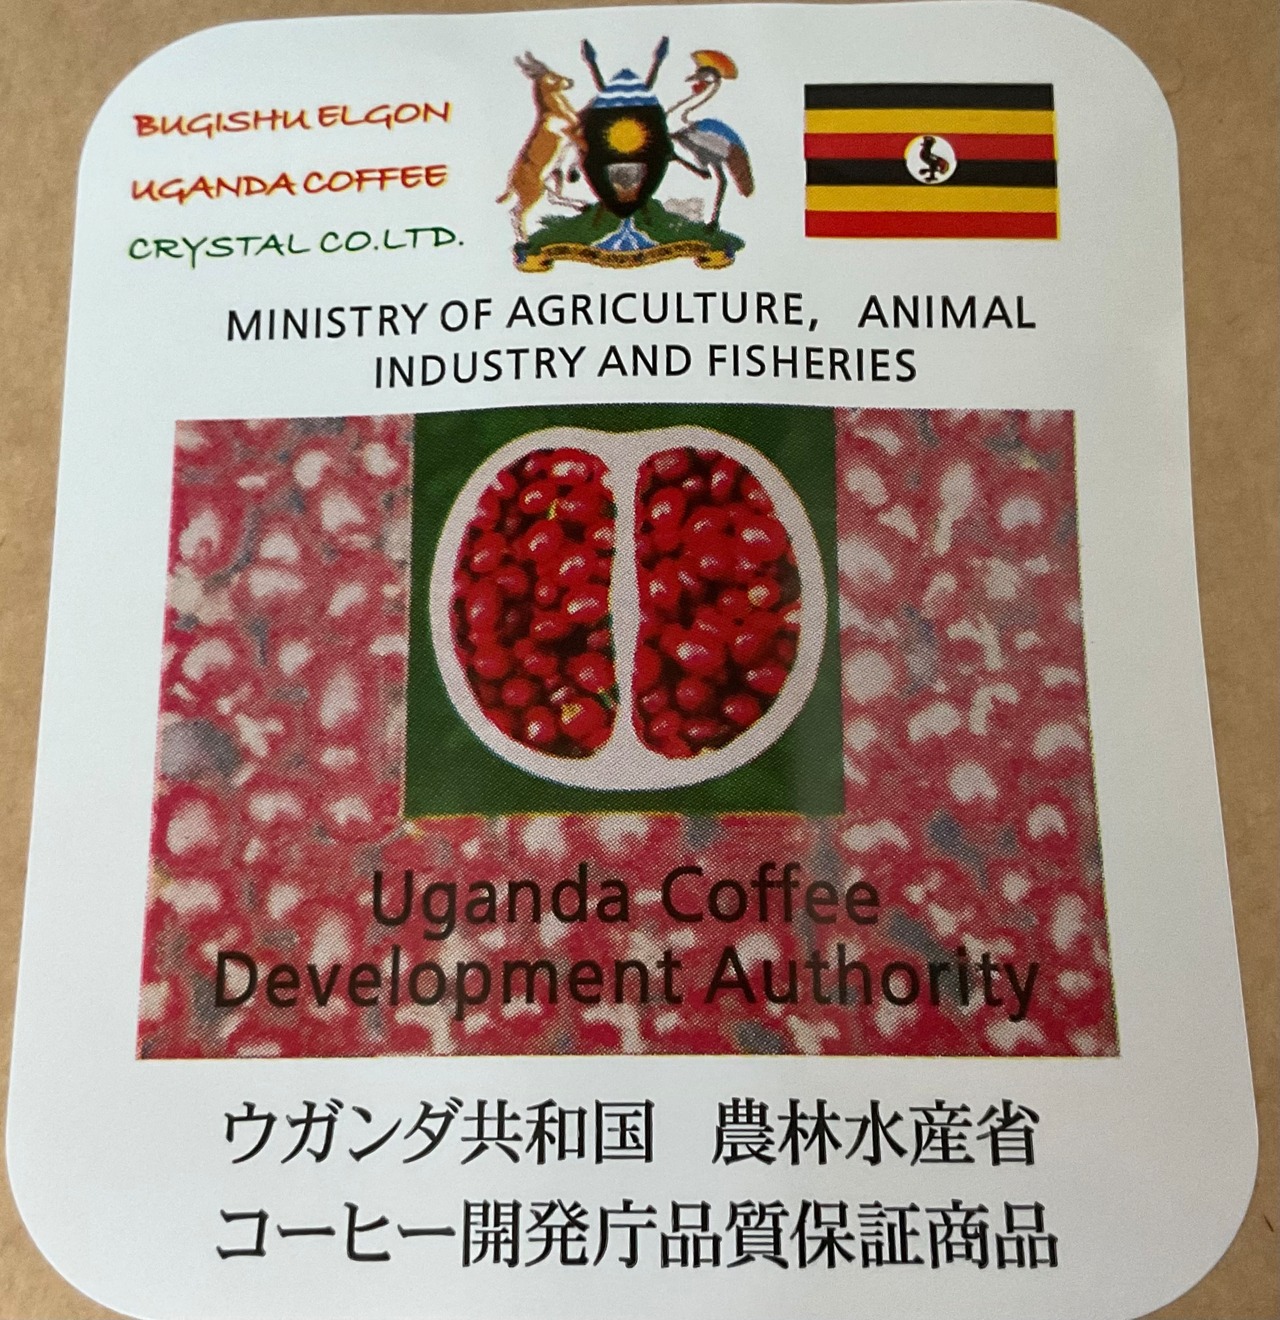 BUGISHU ELGON
UGANDA COFFEE
CRYSTAL CO.LTD.
MINISTRY OF AGRICULTURE, ANIMAL
INDUSTRY AND FISHERIES
Uganda Coffee
Development Authority
ウガンダ共和国 農林水産省
コーヒー開発庁品質保証商品